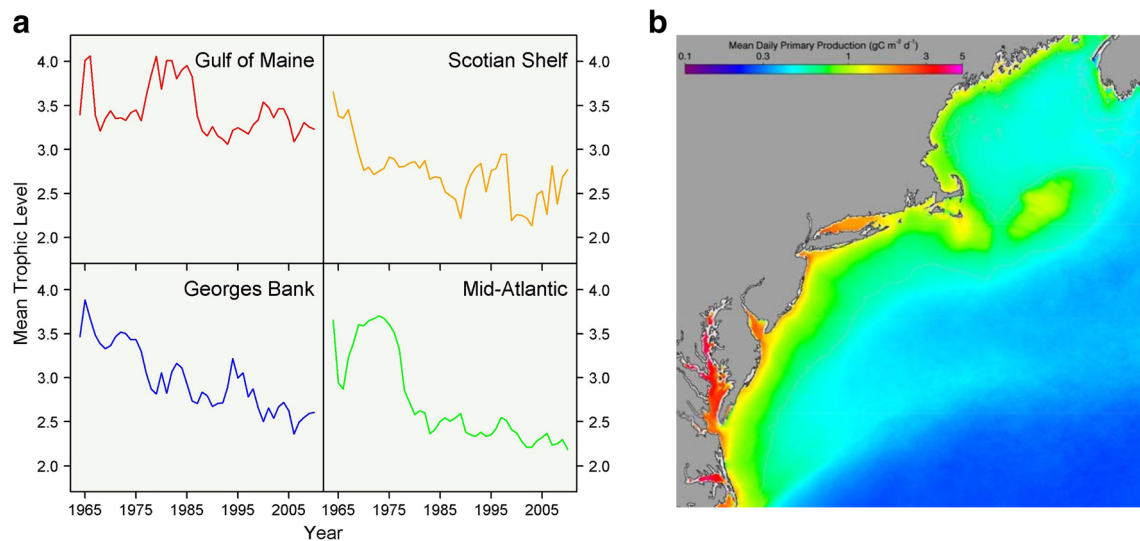 a
b
Mean Trophic Level
Gulf of Maine
Scotian Shelf
4.0
3.5
3.0
2.5
2.0
4.0
3.5
3.0
2.5
2.0
Georges Bank
Mid-Atlantic
4.0
3.5
3.0
2.5
2.0
4.0
3.5
3.0
2.5
2.0
1965 1975 1985 1995 2005 1965 1975 1985 1995 2005
Year
Mean Daily Primary Production (gC m⁻² d⁻¹)
0.1 0.3 1 3 5